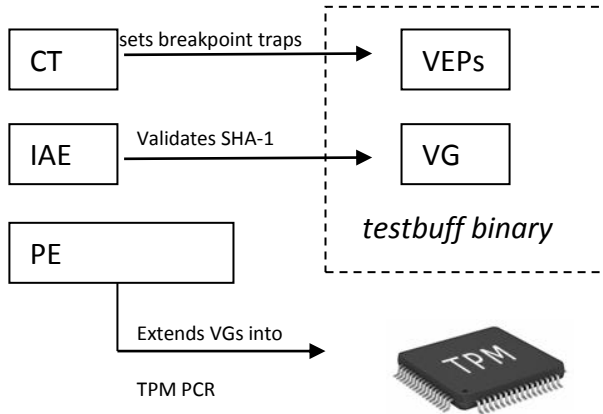 sets breakpoint traps
CT
VEPs
Validates SHA-1
IAE
VG
testbuff binary
PE
Extends VGs into
TPM
TPM PCR